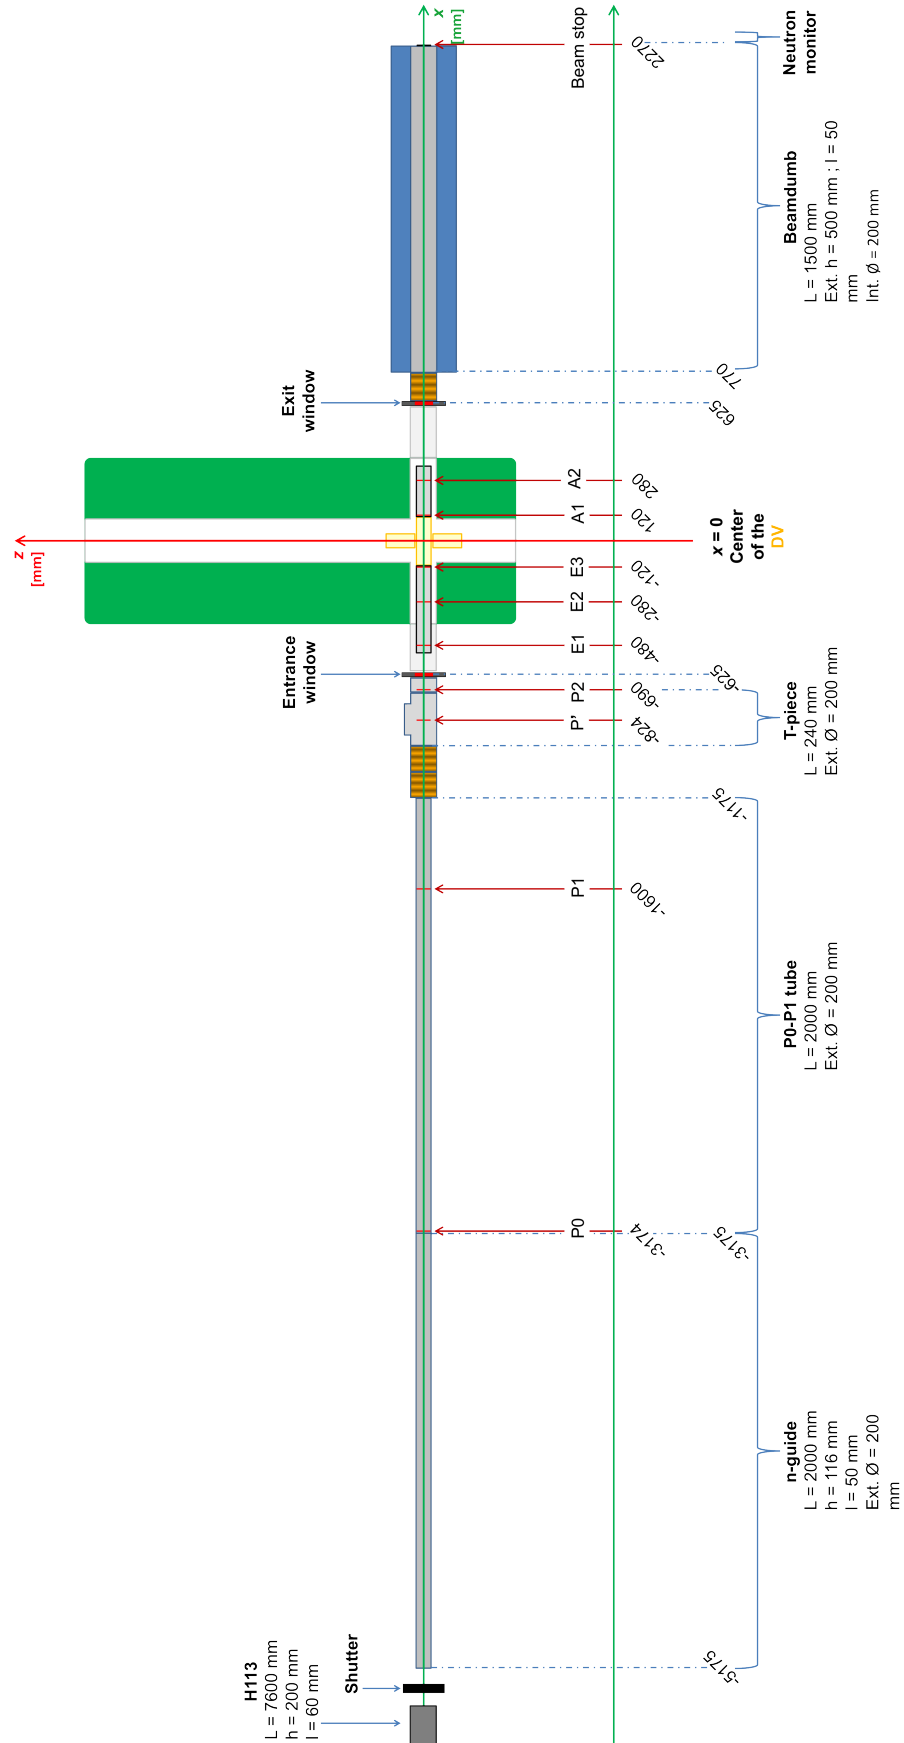 H113
L = 7600 mm
h = 200 mm
l = 60 mm
Shutter
n-guide
L = 2000 mm
h = 116 mm
l = 50 mm
Ext. Ø = 200
mm
-5175
-3175
P0
-3174
P0-P1 tube
L = 2000 mm
Ext. Ø = 200 mm
P1
-1600
-1175
T-piece
L = 240 mm
Ext. Ø = 200 mm
P'
-824
P2
-690
Entrance
window
-625
E1
-480
E2
-280
E3
-120
z
[mm]
x = 0
Center
of the
DV
A1
120
A2
280
Exit
window
625
770
Beamdumb
L = 1500 mm
Ext. h = 500 mm ; l = 50
mm
Int. Ø = 200 mm
Beam stop
2270
Neutron
monitor
x
[mm]